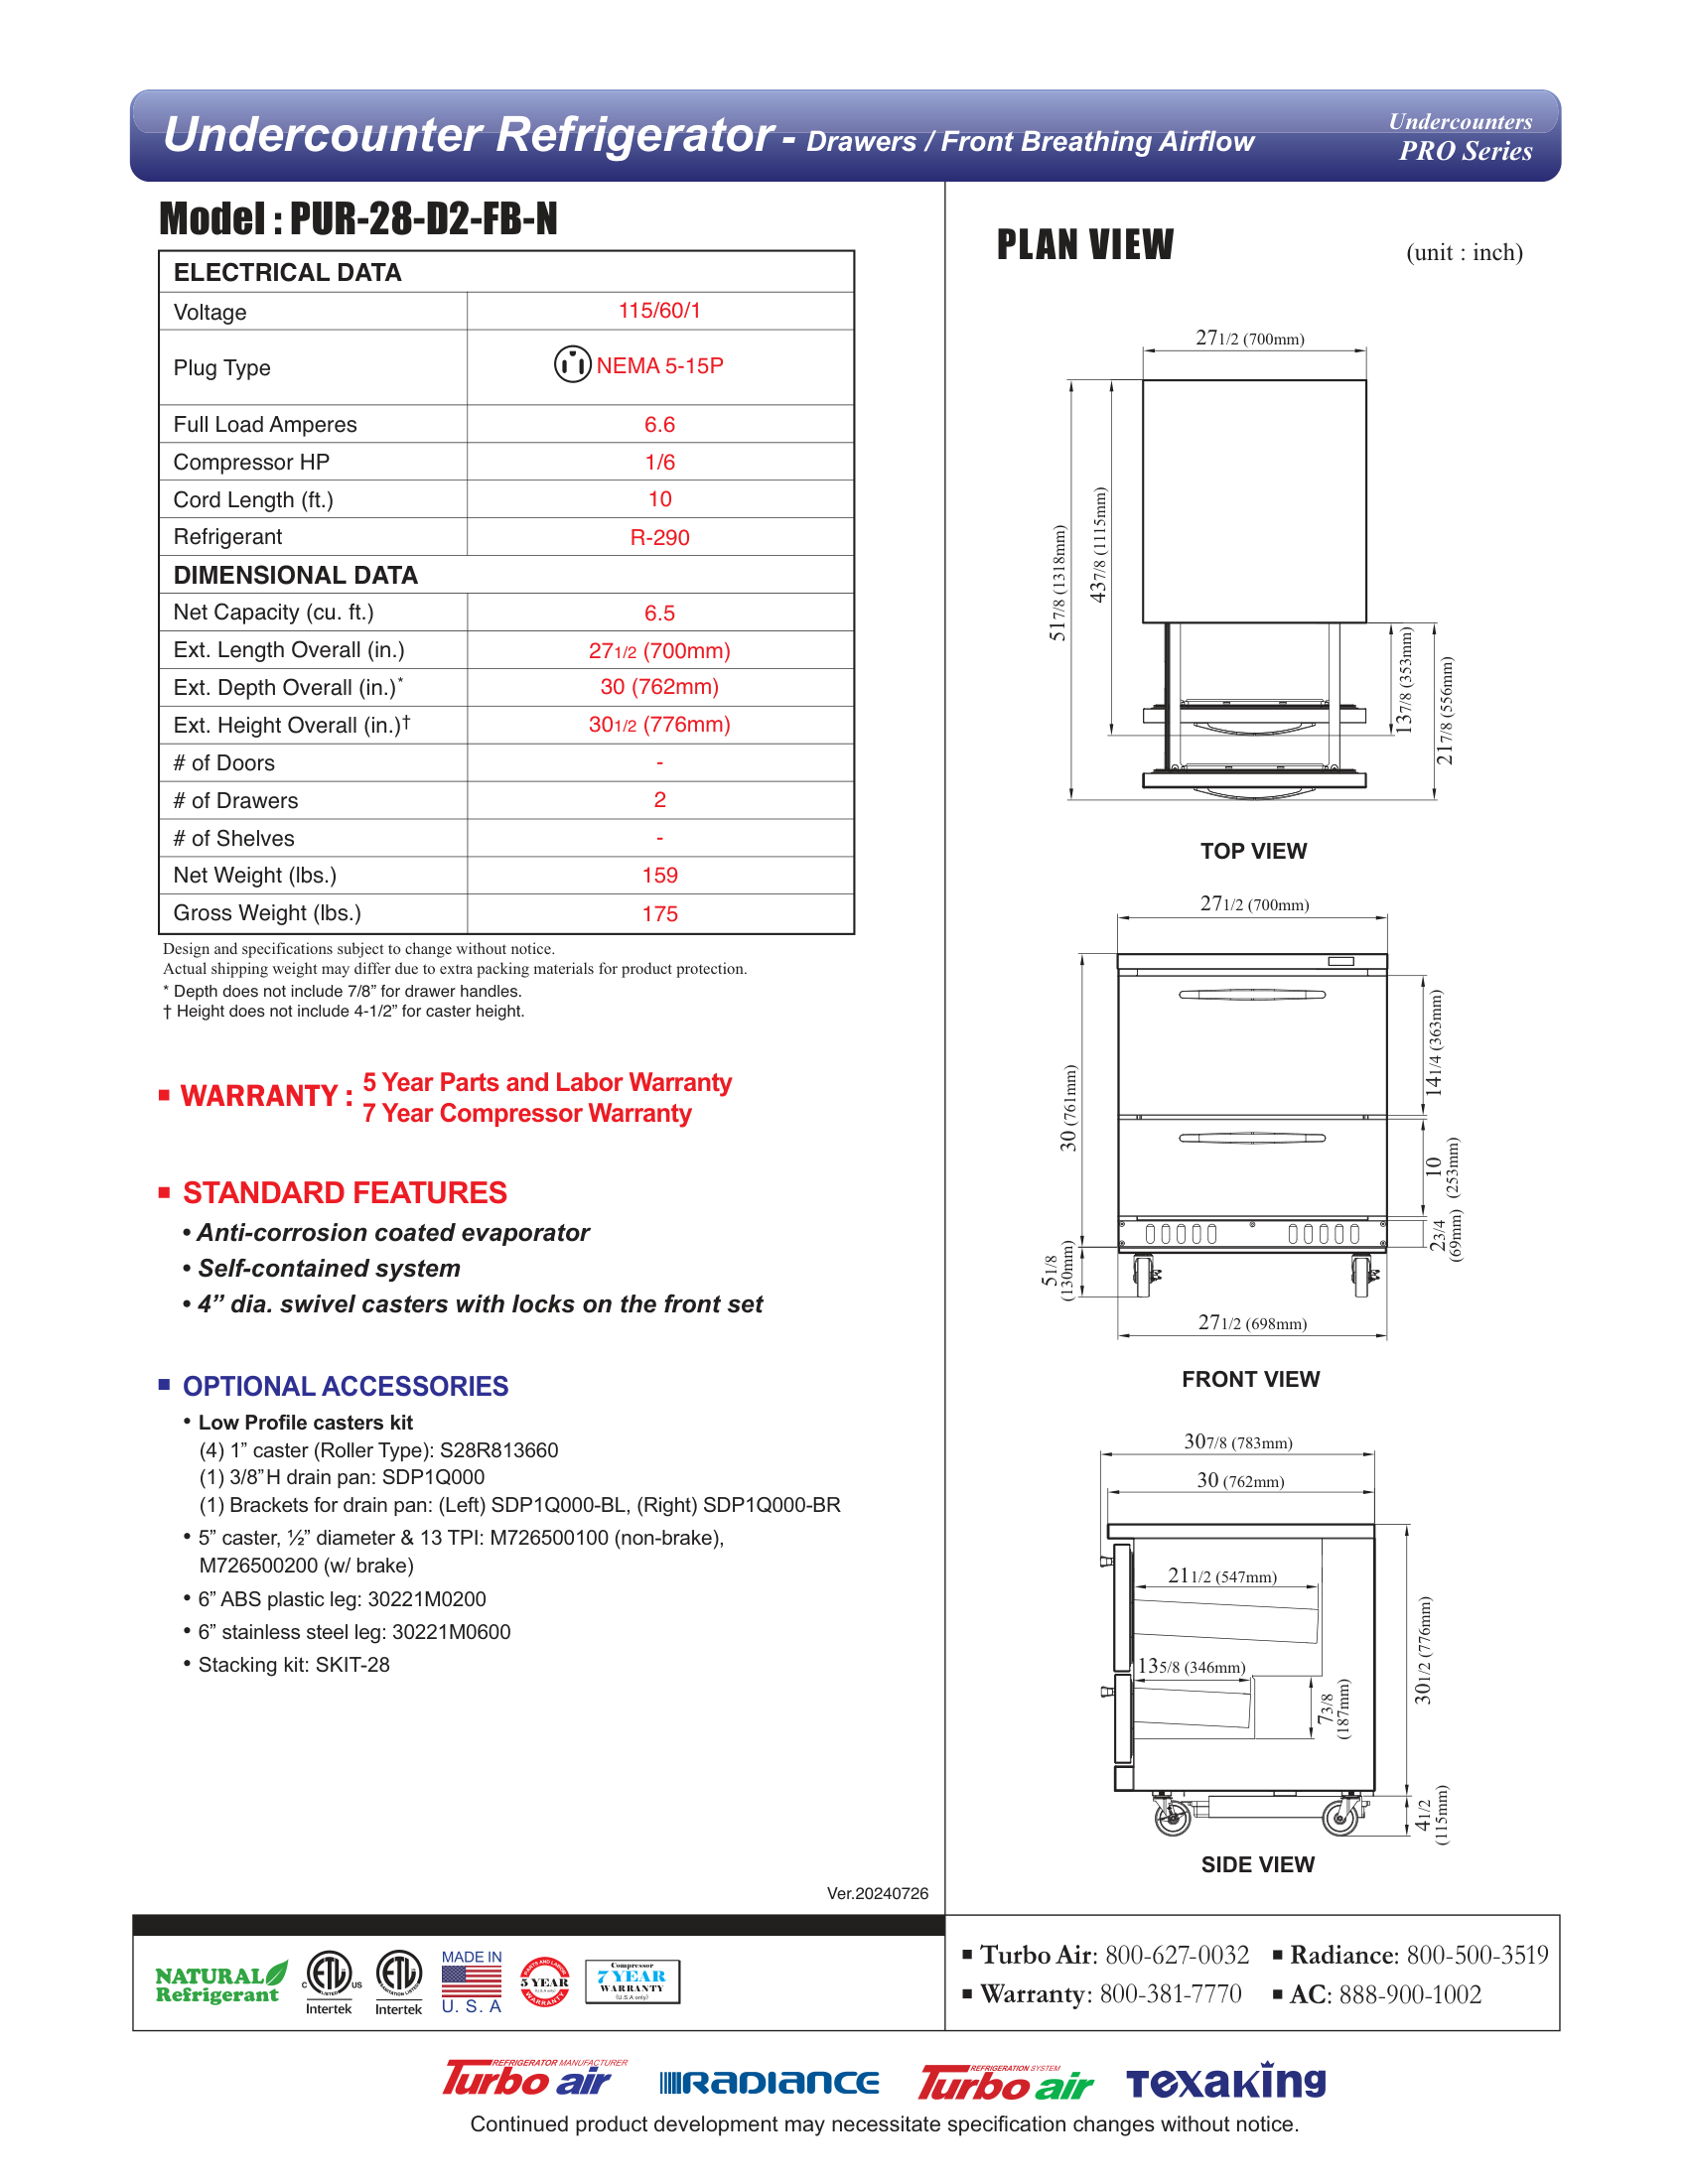 Undercounter Refrigerator - Drawers / Front Breathing Airflow
Undercounters
PRO Series
Model : PUR-28-D2-FB-N
ELECTRICAL DATA
Voltage 115/60/1
Plug Type NEMA 5-15P
Full Load Amperes 6.6
Compressor HP 1/6
Cord Length (ft.) 10
Refrigerant R-290
DIMENSIONAL DATA
Net Capacity (cu. ft.) 6.5
Ext. Length Overall (in.) 27 1/2 (700mm)
Ext. Depth Overall (in.)* 30 (762mm)
Ext. Height Overall (in.)† 30 1/2 (776mm)
# of Doors -
# of Drawers 2
# of Shelves -
Net Weight (lbs.) 159
Gross Weight (lbs.) 175
Design and specifications subject to change without notice.
Actual shipping weight may differ due to extra packing materials for product protection.
* Depth does not include 7/8” for drawer handles.
† Height does not include 4-1/2” for caster height.
■ WARRANTY :
5 Year Parts and Labor Warranty
7 Year Compressor Warranty
■ STANDARD FEATURES
• Anti-corrosion coated evaporator
• Self-contained system
• 4” dia. swivel casters with locks on the front set
■ OPTIONAL ACCESSORIES
• Low Profile casters kit
(4) 1” caster (Roller Type): S28R813660
(1) 3/8”H drain pan: SDP1Q000
(1) Brackets for drain pan: (Left) SDP1Q000-BL, (Right) SDP1Q000-BR
• 5” caster, ½” diameter & 13 TPI: M726500100 (non-brake),
M726500200 (w/ brake)
• 6” ABS plastic leg: 30221M0200
• 6” stainless steel leg: 30221M0600
• Stacking kit: SKIT-28
Ver.20240726
PLAN VIEW
(unit : inch)
27 1/2 (700mm)
51 7/8 (1318mm)
43 7/8 (1115mm)
13 7/8 (353mm)
21 7/8 (556mm)
TOP VIEW
27 1/2 (700mm)
30 (761mm)
14 1/4 (363mm)
10
(253mm)
2 3/4
(69mm)
5 1/8
(130mm)
27 1/2 (698mm)
FRONT VIEW
30 7/8 (783mm)
30 (762mm)
21 1/2 (547mm)
13 5/8 (346mm)
7 3/8
(187mm)
30 1/2 (776mm)
4 1/2
(115mm)
SIDE VIEW
NATURAL
Refrigerant
C ETL US
LISTED
Intertek
ETL
SANITATION LISTED
Intertek
MADE IN
U. S. A
PARTS AND LABOR
5 YEAR
(U.S.A only)
WARRANTY
Compressor
7 YEAR
WARRANTY
(U.S.A only)
■ Turbo Air: 800-627-0032
■ Radiance: 800-500-3519
■ Warranty: 800-381-7770
■ AC: 888-900-1002
REFRIGERATOR MANUFACTURER
Turbo air
RADIANCE
REFRIGERATION SYSTEM
Turbo air
Texaking
Continued product development may necessitate specification changes without notice.